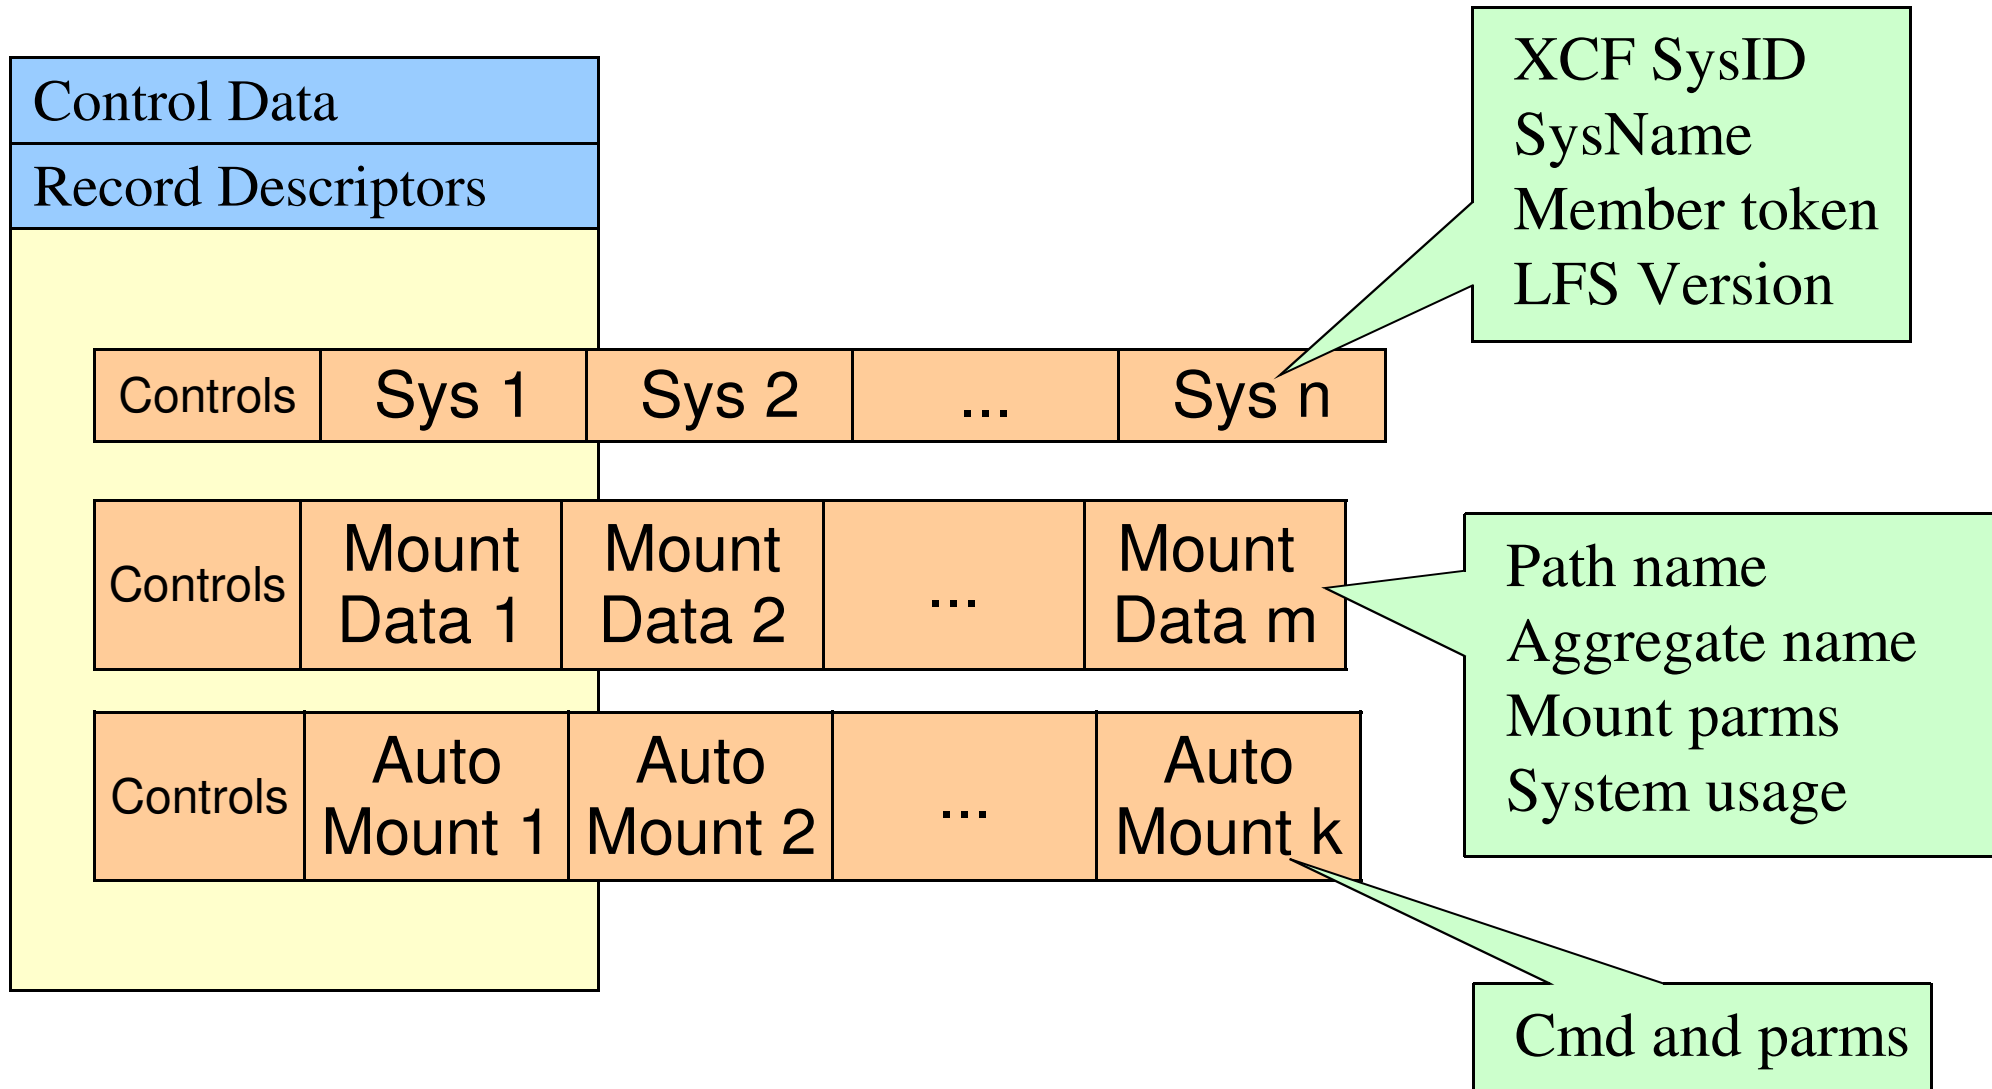 Control Data
Record Descriptors
XCF SysID
SysName
Member token
LFS Version
Controls Sys 1 Sys 2 ... Sys n
Controls
Mount
Data 1
Mount
Data 2
...
Mount
Data m
Path name
Aggregate name
Mount parms
System usage
Controls
Auto
Mount 1
Auto
Mount 2
...
Auto
Mount k
Cmd and parms